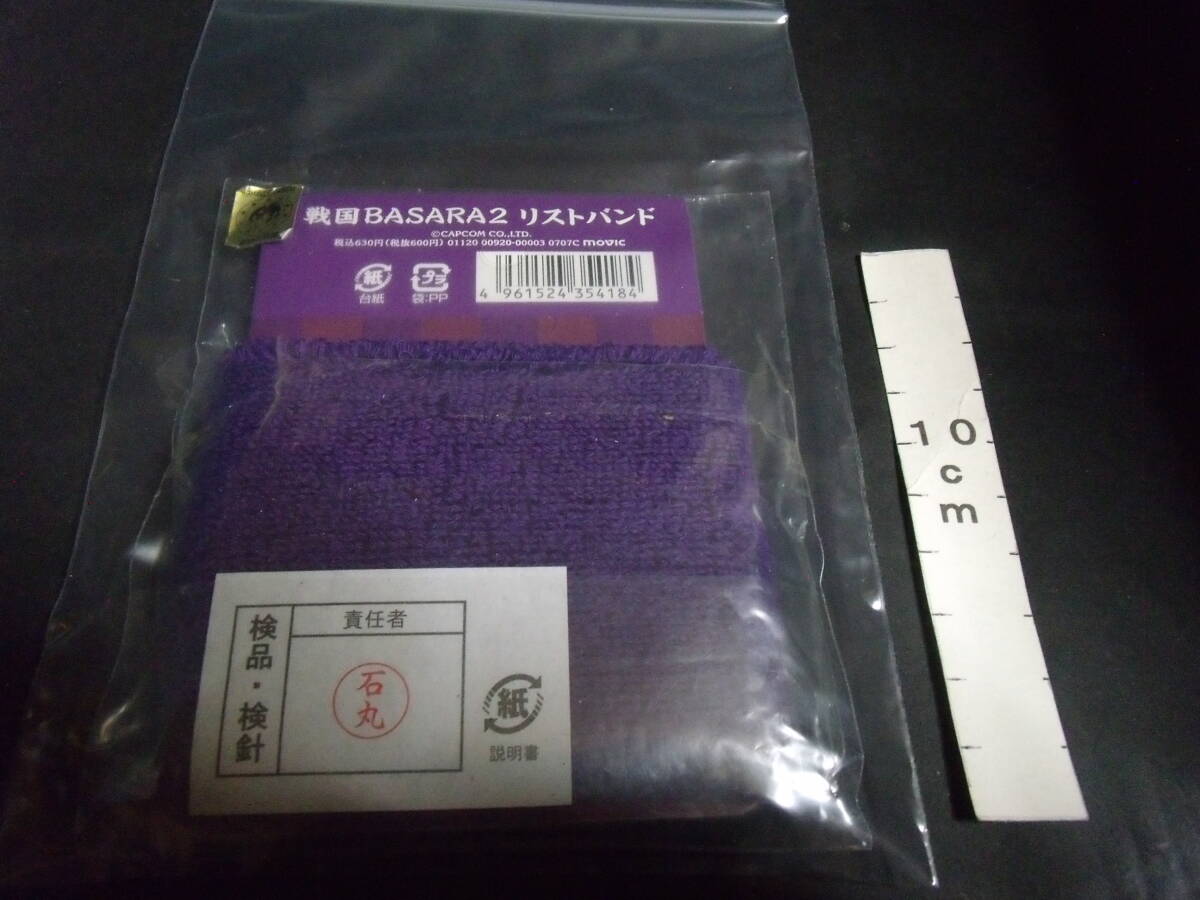 戦国BASARA2 リストバンド
©CAPCOM CO.,LTD.
税込630円(税抜600円) 01120 00920-00003 0707C movic
紙
台紙
プラ
袋:PP
4 961524 354184
10
cm
検品・検針
責任者
石丸
紙
説明書